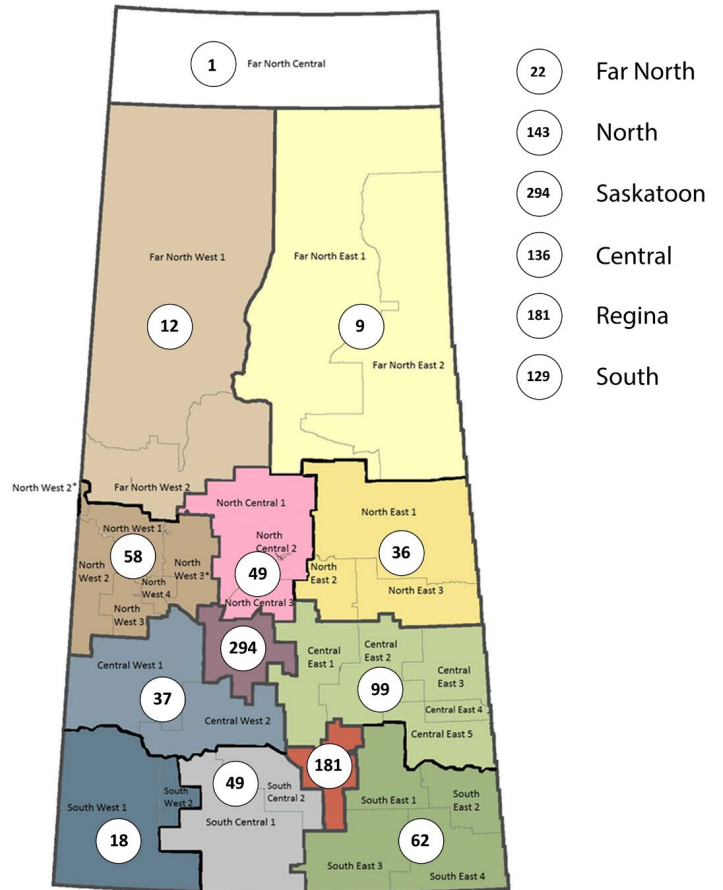 1 Far North Central
22 Far North
143 North
294 Saskatoon
136 Central
181 Regina
129 South
Far North West 1
Far North East 1
12
9
Far North East 2
North West 2*
Far North West 2
North Central 1
North East 1
North West 1
58
North
Central 2
36
North
West 2
North
West 3*
49
North
East 2
North
West 4
North East 3
North
West 3
North Central 3
294
Central
East 1
Central
East 2
Central West 1
Central
East 3
37
99
Central East 4
Central West 2
Central East 5
181
49
South
Central 2
South
West 2
South East 1
South
East 2
South West 1
South Central 1
18
62
South East 3
South East 4